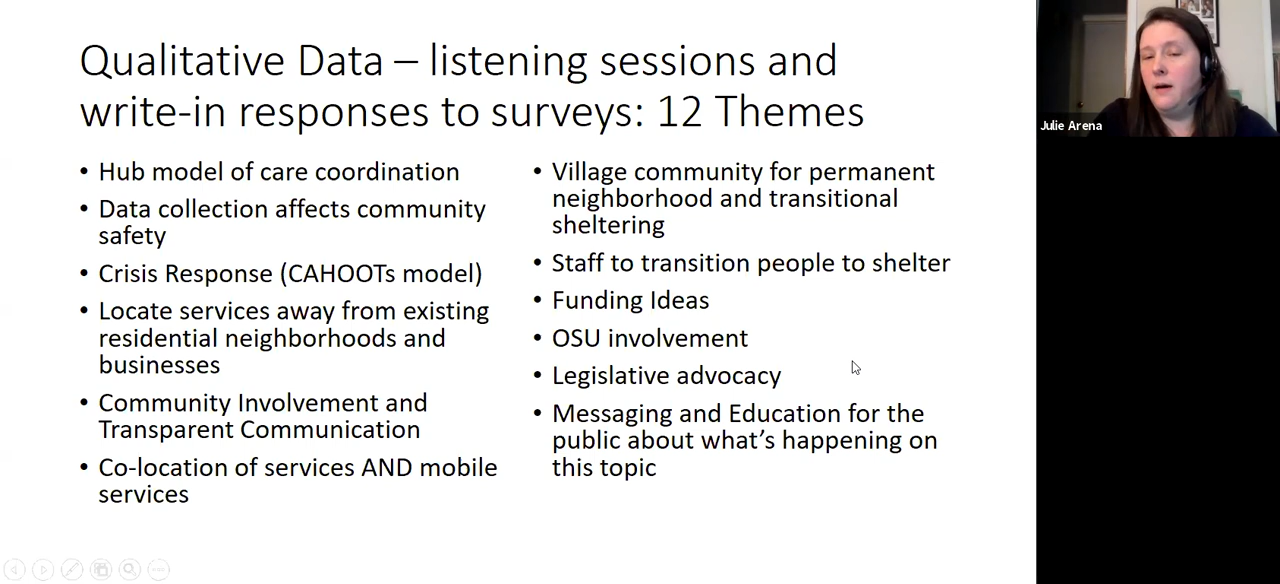 Qualitative Data – listening sessions and
write-in responses to surveys: 12 Themes
• Hub model of care coordination
• Data collection affects community
safety
• Crisis Response (CAHOOTs model)
• Locate services away from existing
residential neighborhoods and
businesses
• Community Involvement and
Transparent Communication
• Co-location of services AND mobile
services
• Village community for permanent
neighborhood and transitional
sheltering
• Staff to transition people to shelter
• Funding Ideas
• OSU involvement
• Legislative advocacy
• Messaging and Education for the
public about what’s happening on
this topic
Julie Arena